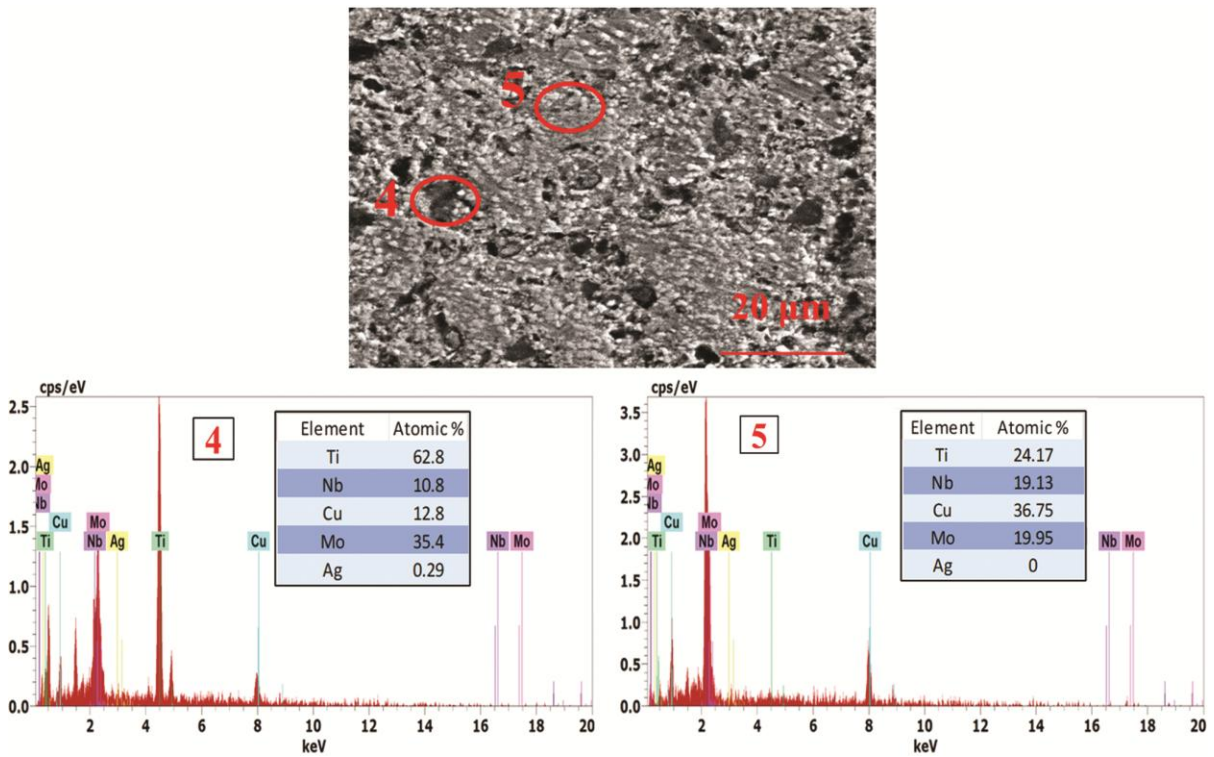 5
4
20 µm
cps/eV
4
Element Atomic %
Ti 62.8
Nb 10.8
Cu 12.8
Mo 35.4
Ag 0.29
2.5
2.0
1.5
1.0
0.5
0.0
Ag
Mo
Nb
Cu
Ti
Mo
Nb
Ag
Ti
Cu
Nb
Mo
2 4 6 8 10 12 14 16 18 20
keV
cps/eV
5
Element Atomic %
Ti 24.17
Nb 19.13
Cu 36.75
Mo 19.95
Ag 0
3.5
3.0
2.5
2.0
1.5
1.0
0.5
0.0
Ag
Mo
Nb
Cu
Ti
Mo
Nb
Ag
Ti
Cu
Nb
Mo
2 4 6 8 10 12 14 16 18 20
keV